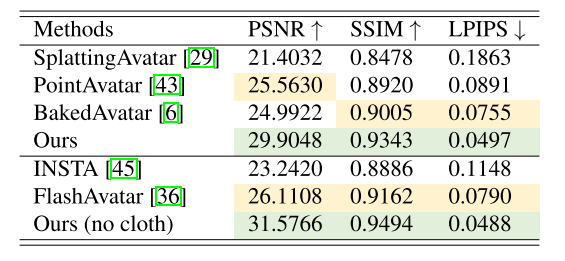 Methods PSNR ↑ SSIM ↑ LPIPS ↓
SplattingAvatar [29] 21.4032 0.8478 0.1863
PointAvatar [43] 25.5630 0.8920 0.0891
BakedAvatar [6] 24.9922 0.9005 0.0755
Ours 29.9048 0.9343 0.0497
INSTA [45] 23.2420 0.8886 0.1148
FlashAvatar [36] 26.1108 0.9162 0.0790
Ours (no cloth) 31.5766 0.9494 0.0488